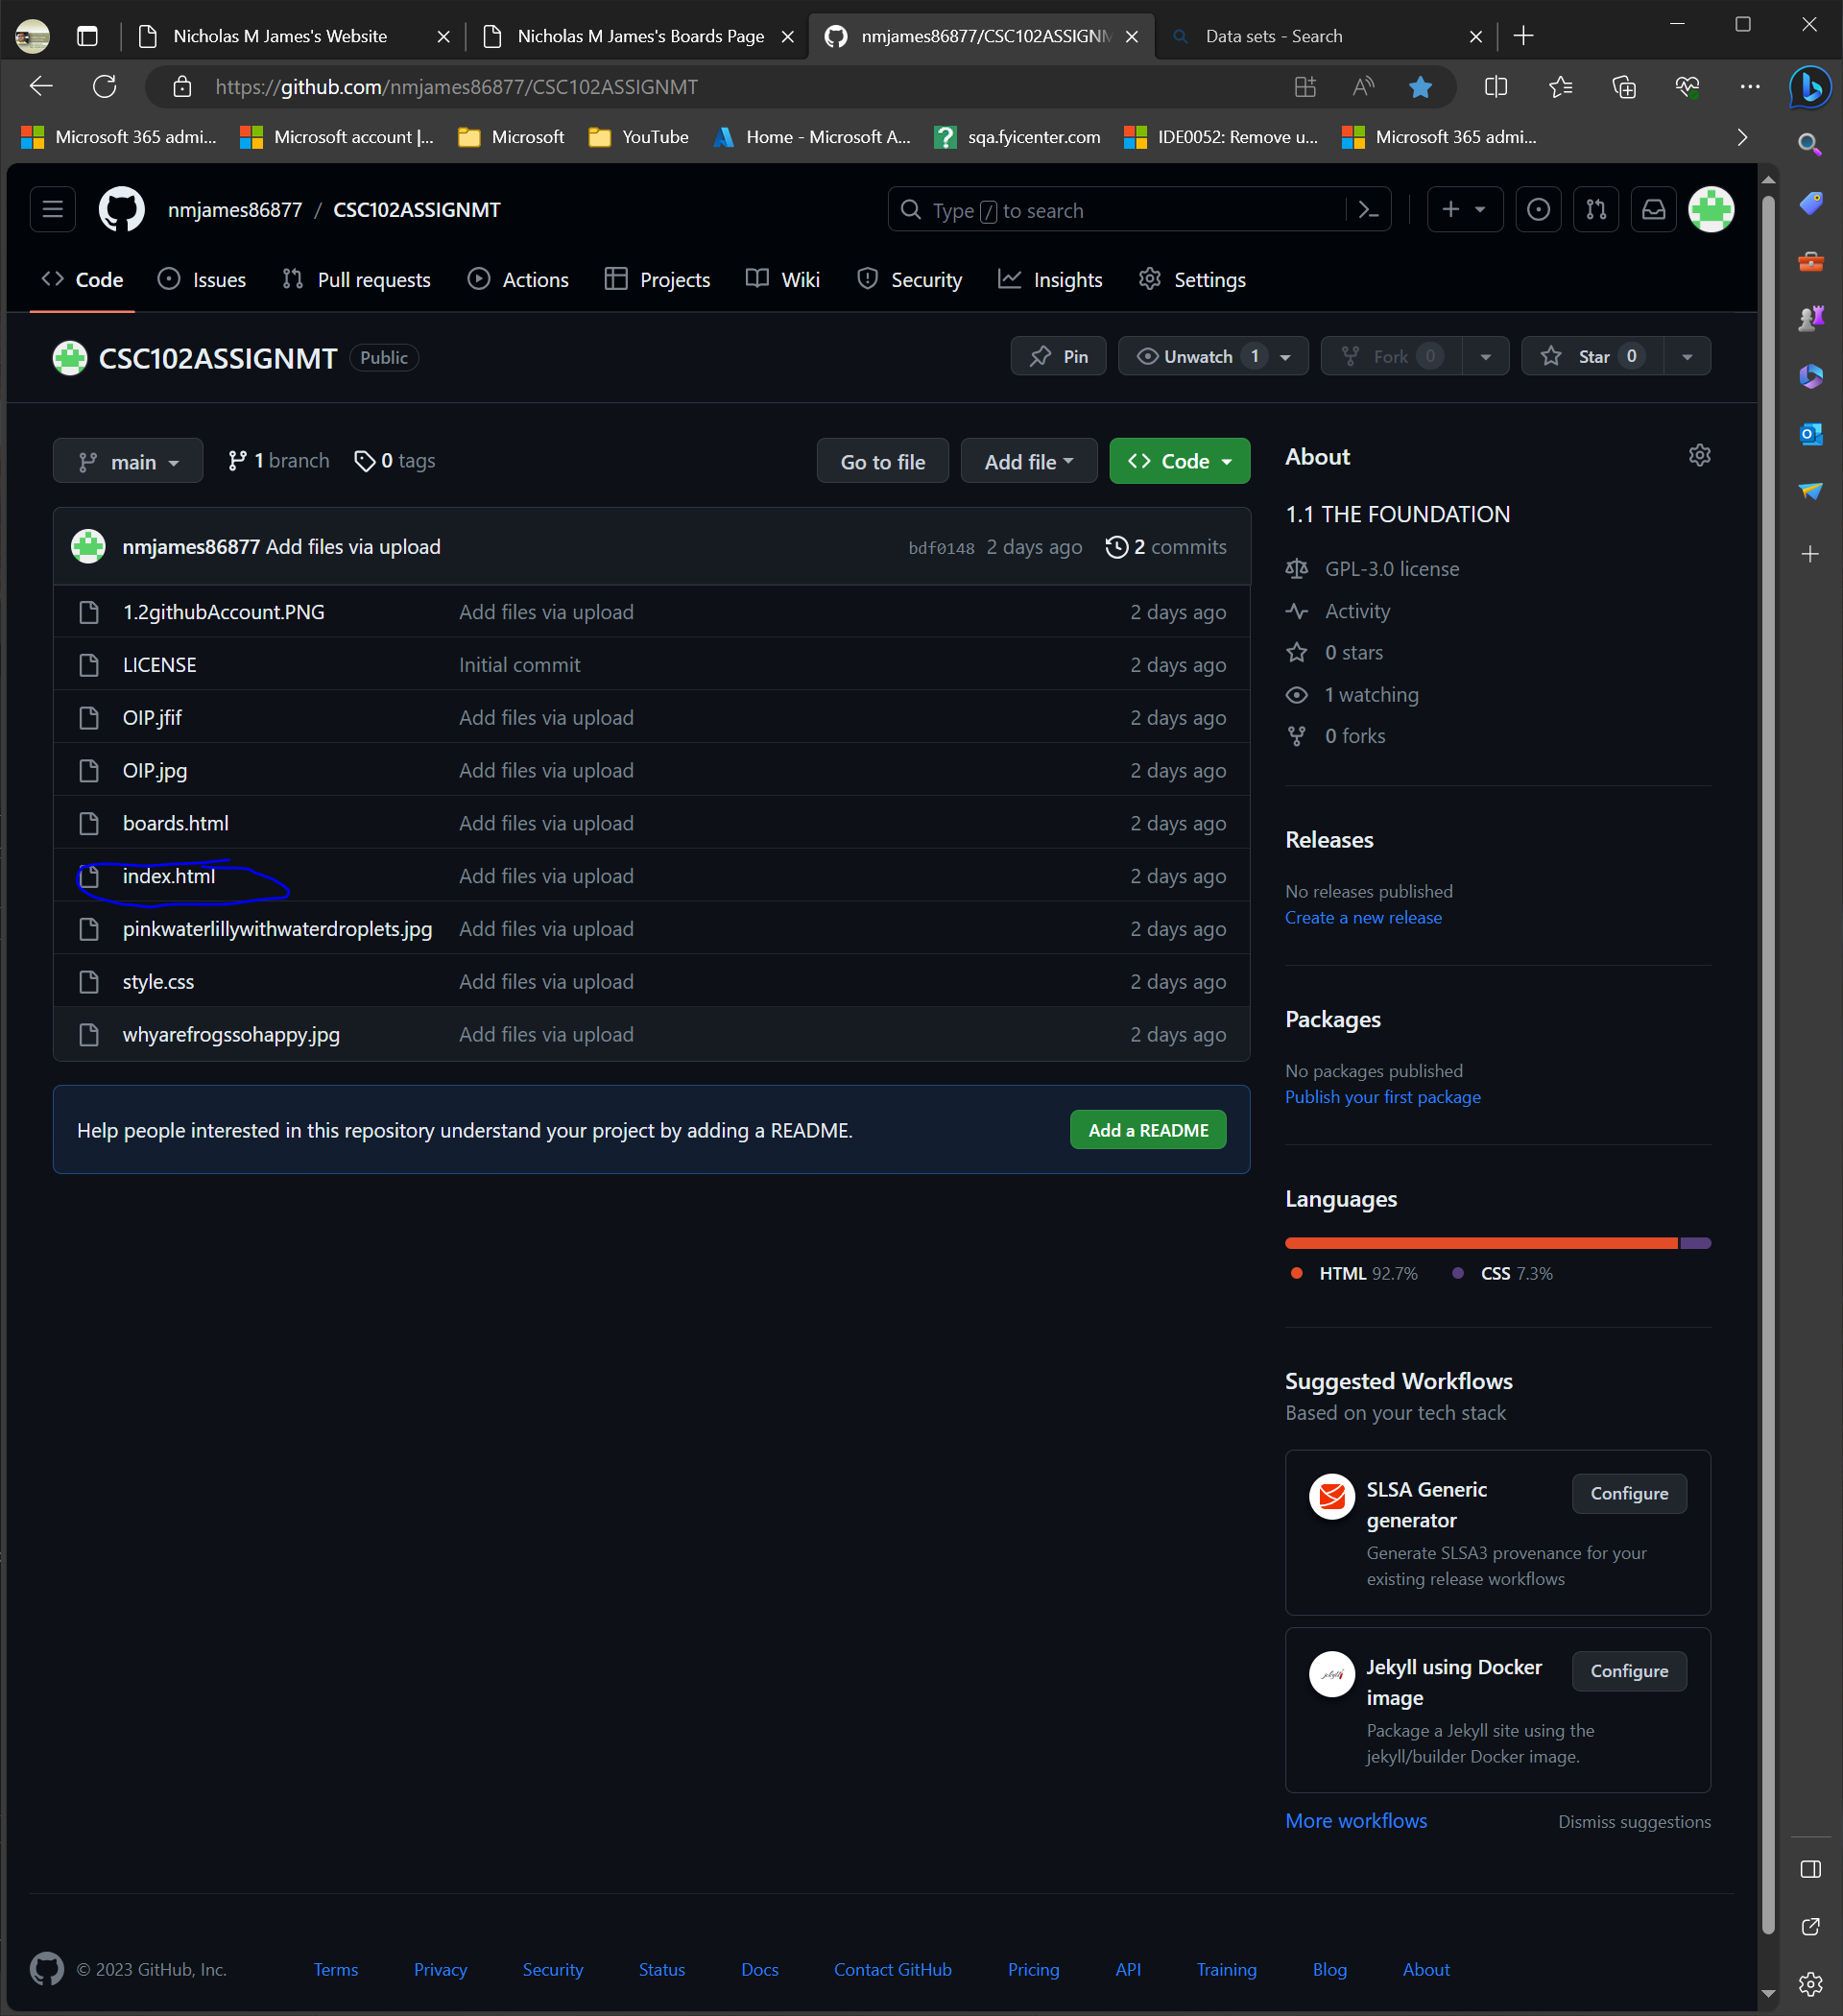 Nicholas M James's Website
Nicholas M James's Boards Page
nmjames86877/CSC102ASSIGNM
Data sets - Search
https://github.com/nmjames86877/CSC102ASSIGNMT
Microsoft 365 admi...
Microsoft account |...
Microsoft
YouTube
Home - Microsoft A...
sqa.fyicenter.com
IDE0052: Remove u...
Microsoft 365 admi...
nmjames86877 / CSC102ASSIGNMT
Type / to search
Code
Issues
Pull requests
Actions
Projects
Wiki
Security
Insights
Settings
CSC102ASSIGNMT Public
Pin
Unwatch 1
Fork 0
Star 0
main
1 branch
0 tags
Go to file
Add file
Code
nmjames86877 Add files via upload bdf0148 2 days ago 2 commits
1.2githubAccount.PNG Add files via upload 2 days ago
LICENSE Initial commit 2 days ago
OIP.jfif Add files via upload 2 days ago
OIP.jpg Add files via upload 2 days ago
boards.html Add files via upload 2 days ago
index.html Add files via upload 2 days ago
pinkwaterlillywithwaterdroplets.jpg Add files via upload 2 days ago
style.css Add files via upload 2 days ago
whyarefrogssohappy.jpg Add files via upload 2 days ago
Help people interested in this repository understand your project by adding a README.
Add a README
About
1.1 THE FOUNDATION
GPL-3.0 license
Activity
0 stars
1 watching
0 forks
Releases
No releases published
Create a new release
Packages
No packages published
Publish your first package
Languages
HTML 92.7% CSS 7.3%
Suggested Workflows
Based on your tech stack
SLSA Generic
generator
Configure
Generate SLSA3 provenance for your
existing release workflows
jekyll
Jekyll using Docker
image
Configure
Package a Jekyll site using the
jekyll/builder Docker image.
More workflows
Dismiss suggestions
© 2023 GitHub, Inc.
Terms
Privacy
Security
Status
Docs
Contact GitHub
Pricing
API
Training
Blog
About